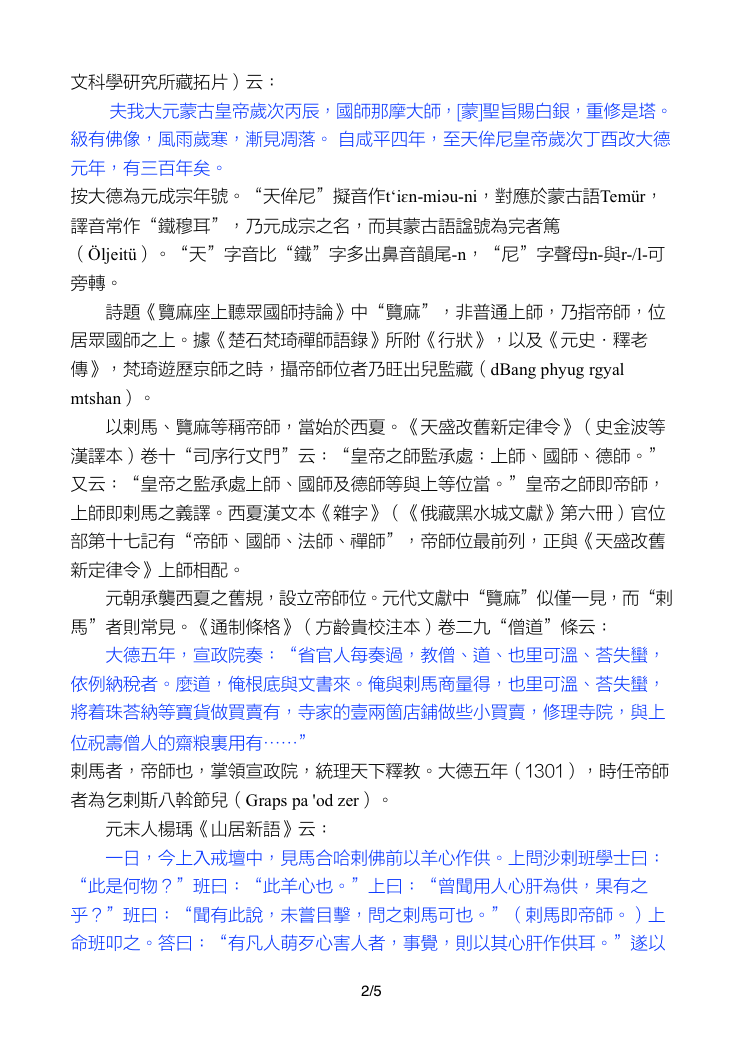 文科學研究所藏拓片）云：
夫我大元蒙古皇帝歲次丙辰，國師那摩大師，[蒙]聖旨賜白銀，重修是塔。
級有佛像，風雨歲寒，漸見凋落。 自咸平四年，至天侔尼皇帝歲次丁酉改大德
元年，有三百年矣。
按大德為元成宗年號。“天侔尼”擬音作t‘iɛn-miəu-ni，對應於蒙古語Temür，
譯音常作“鐵穆耳”，乃元成宗之名，而其蒙古語諡號為完者篤
（Öljeitü）。“天”字音比“鐵”字多出鼻音韻尾-n，“尼”字聲母n-與r-/l-可
旁轉。
詩題《覽麻座上聽眾國師持論》中“覽麻”，非普通上師，乃指帝師，位
居眾國師之上。據《楚石梵琦禪師語錄》所附《行狀》，以及《元史．釋老
傳》，梵琦遊歷京師之時，攝帝師位者乃旺出兒監藏（dBang phyug rgyal
mtshan）。
以剌馬、覽麻等稱帝師，當始於西夏。《天盛改舊新定律令》（史金波等
漢譯本）卷十“司序行文門”云：“皇帝之師監承處：上師、國師、德師。”
又云：“皇帝之監承處上師、國師及德師等與上等位當。”皇帝之師即帝師，
上師即剌馬之義譯。西夏漢文本《雜字》（《俄藏黑水城文獻》第六冊）官位
部第十七記有“帝師、國師、法師、禪師”，帝師位最前列，正與《天盛改舊
新定律令》上師相配。
元朝承襲西夏之舊規，設立帝師位。元代文獻中“覽麻”似僅一見，而“剌
馬”者則常見。《通制條格》（方齡貴校注本）卷二九“僧道”條云：
大德五年，宣政院奏：“省官人每奏過，教僧、道、也里可溫、荅失蠻，
依例納稅者。麼道，俺根底與文書來。俺與剌馬商量得，也里可溫、荅失蠻，
將着珠荅納等寶貨做買賣有，寺家的壹兩箇店鋪做些小買賣，修理寺院，與上
位祝壽僧人的齋粮裏用有⋯⋯”
剌馬者，帝師也，掌領宣政院，統理天下釋教。大德五年（1301），時任帝師
者為乞剌斯八斡節兒（Graps pa 'od zer）。
元末人楊瑀《山居新語》云：
一日，今上入戒壇中，見馬合哈剌佛前以羊心作供。上問沙剌班學士曰：
“此是何物？”班曰：“此羊心也。”上曰：“曾聞用人心肝為供，果有之
乎？”班曰：“聞有此說，未嘗目擊，問之剌馬可也。”（剌馬即帝師。）上
命班叩之。答曰：“有凡人萌歹心害人者，事覺，則以其心肝作供耳。”遂以
2/5